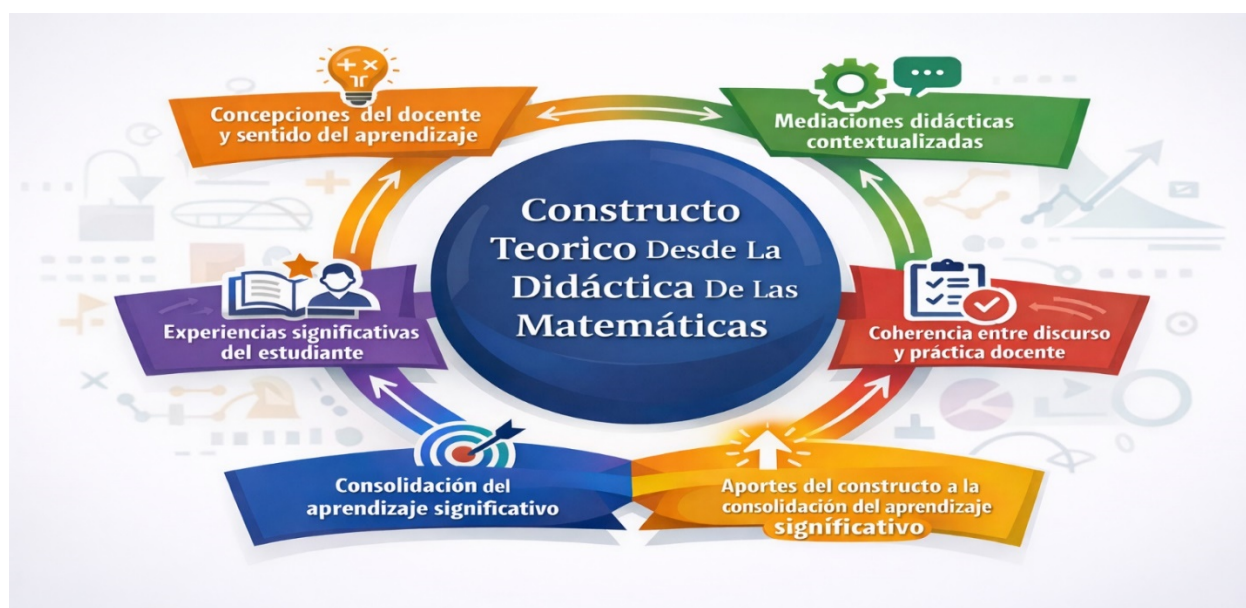 Concepciones del docente
y sentido del aprendizaje
Mediaciones didácticas
contextualizadas
Constructo
Teorico Desde La
Didáctica De Las
Matemáticas
Experiencias significativas
del estudiante
Coherencia entre discurso
y práctica docente
Consolidación del
aprendizaje significativo
Aportes del constructo a la
consolidación del aprendizaje
significativo